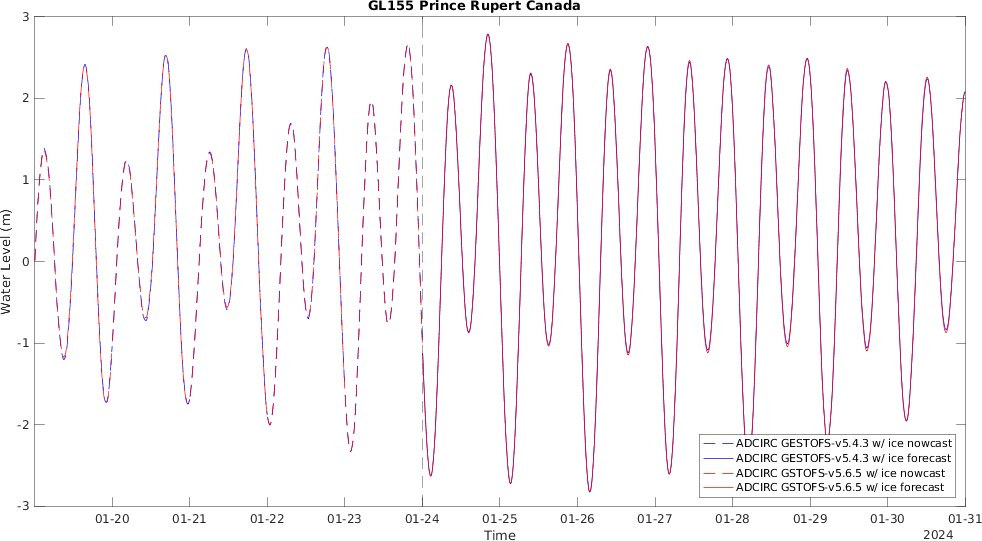 GL155 Prince Rupert Canada
3
2
1
0
-1
-2
-3
Water Level (m)
ADCIRC GESTOFS-v5.4.3 w/ ice nowcast
ADCIRC GESTOFS-v5.4.3 w/ ice forecast
ADCIRC GSTOFS-v5.6.5 w/ ice nowcast
ADCIRC GSTOFS-v5.6.5 w/ ice forecast
01-20 01-21 01-22 01-23 01-24 01-25 01-26 01-27 01-28 01-29 01-30 01-31
Time
2024